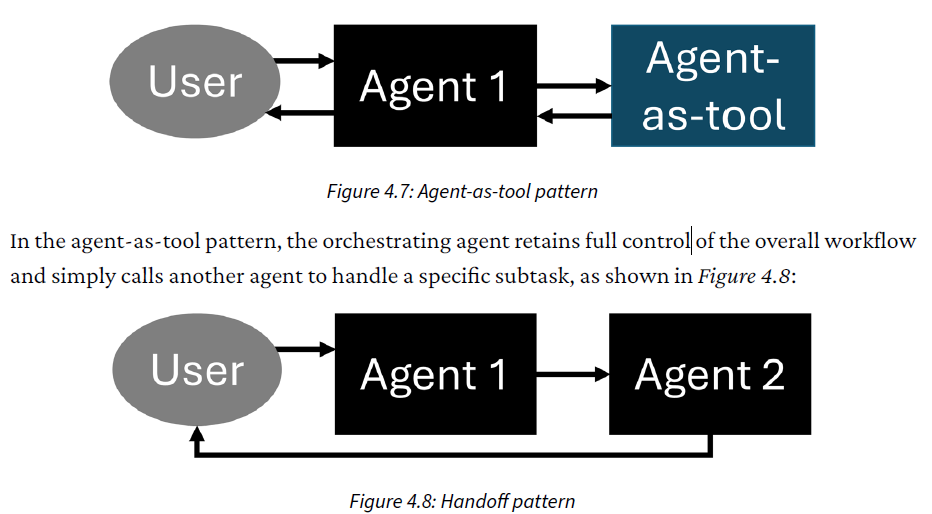 User
Agent 1
Agent-
as-tool
Figure 4.7: Agent-as-tool pattern
In the agent-as-tool pattern, the orchestrating agent retains full control of the overall workflow
and simply calls another agent to handle a specific subtask, as shown in Figure 4.8:
User
Agent 1
Agent 2
Figure 4.8: Handoff pattern